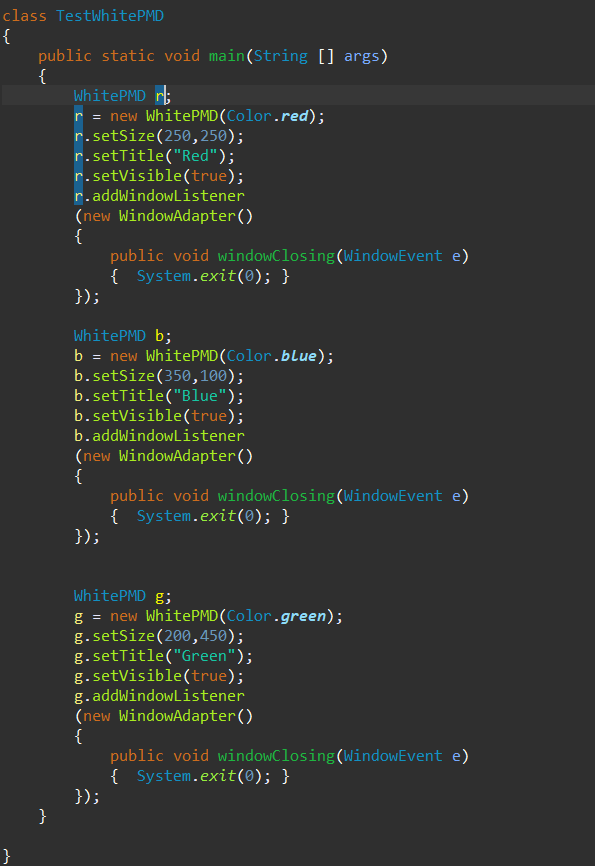 class TestWhitePMD
{
    public static void main(String [] args)
    {
        WhitePMD r;
        r = new WhitePMD(Color.red);
        r.setSize(250,250);
        r.setTitle("Red");
        r.setVisible(true);
        r.addWindowListener
        (new WindowAdapter()
        {
            public void windowClosing(WindowEvent e)
            {  System.exit(0); }
        });
        WhitePMD b;
        b = new WhitePMD(Color.blue);
        b.setSize(350,100);
        b.setTitle("Blue");
        b.setVisible(true);
        b.addWindowListener
        (new WindowAdapter()
        {
            public void windowClosing(WindowEvent e)
            {  System.exit(0); }
        });
        WhitePMD g;
        g = new WhitePMD(Color.green);
        g.setSize(200,450);
        g.setTitle("Green");
        g.setVisible(true);
        g.addWindowListener
        (new WindowAdapter()
        {
            public void windowClosing(WindowEvent e)
            {  System.exit(0); }
        });
    }
}